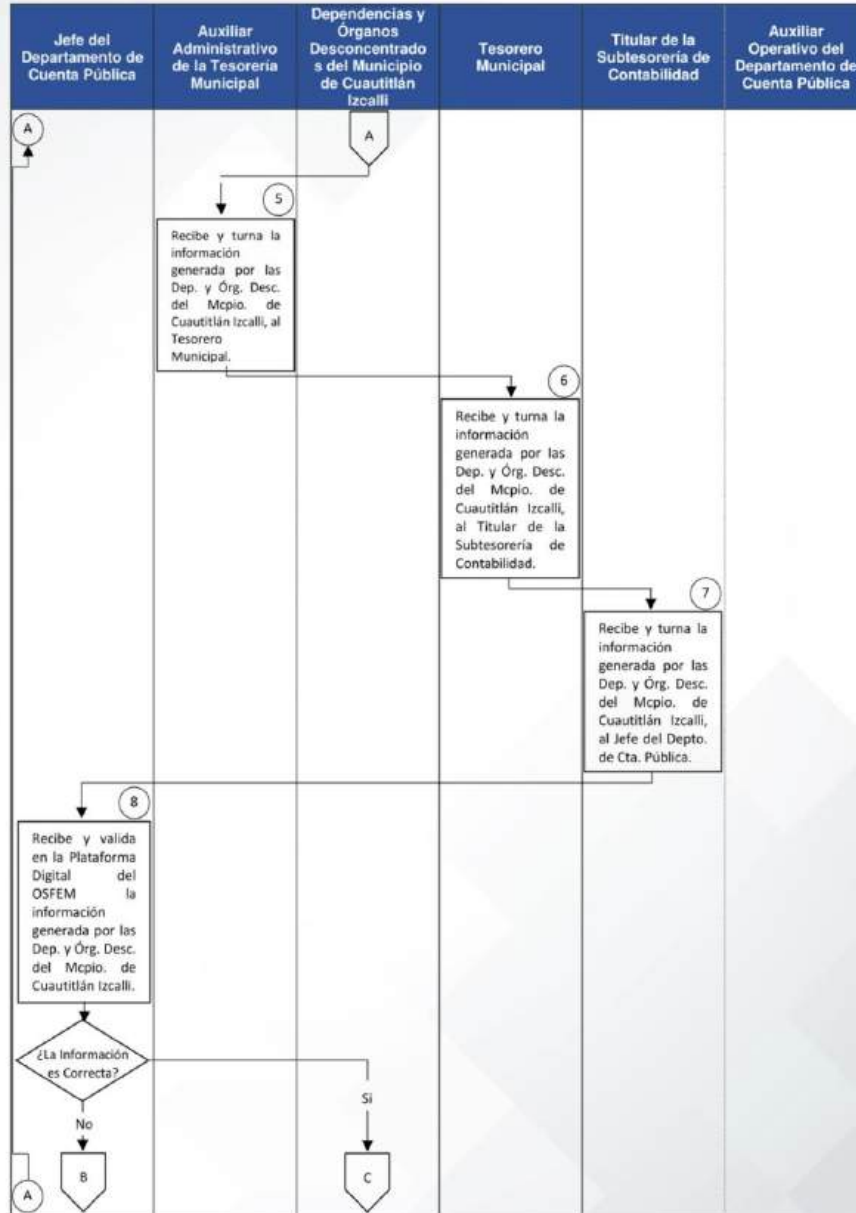 Jefe del
Departamento de
Cuenta Pública
Auxiliar
Administrativo
de la Tesorería
Municipal
Dependencias y
Órganos
Desconcentrado
s del Municipio
de Cuautitlán
Izcalli
Tesorero
Municipal
Titular de la
Subtesorería de
Contabilidad
Auxiliar
Operativo del
Departamento de
Cuenta Pública
A
A
5
Recibe y turna la
información
generada por las
Dep. y Órg. Desc.
del Mcpio. de
Cuautitlán Izcalli, al
Tesorero
Municipal.
6
Recibe y turna la
información
generada por las
Dep. y Órg. Desc.
del Mcpio. de
Cuautitlán Izcalli,
al Titular de la
Subtesorería de
Contabilidad.
7
Recibe y turna la
información
generada por las
Dep. y Órg. Desc.
del Mcpio. de
Cuautitlán Izcalli,
al Jefe del Depto.
de Cta. Pública.
8
Recibe y valida
en la Plataforma
Digital del
OSFEM la
información
generada por las
Dep. y Órg. Desc.
del Mcpio. de
Cuautitlán Izcalli.
¿La Información
es Correcta?
Si
No
A
B
C